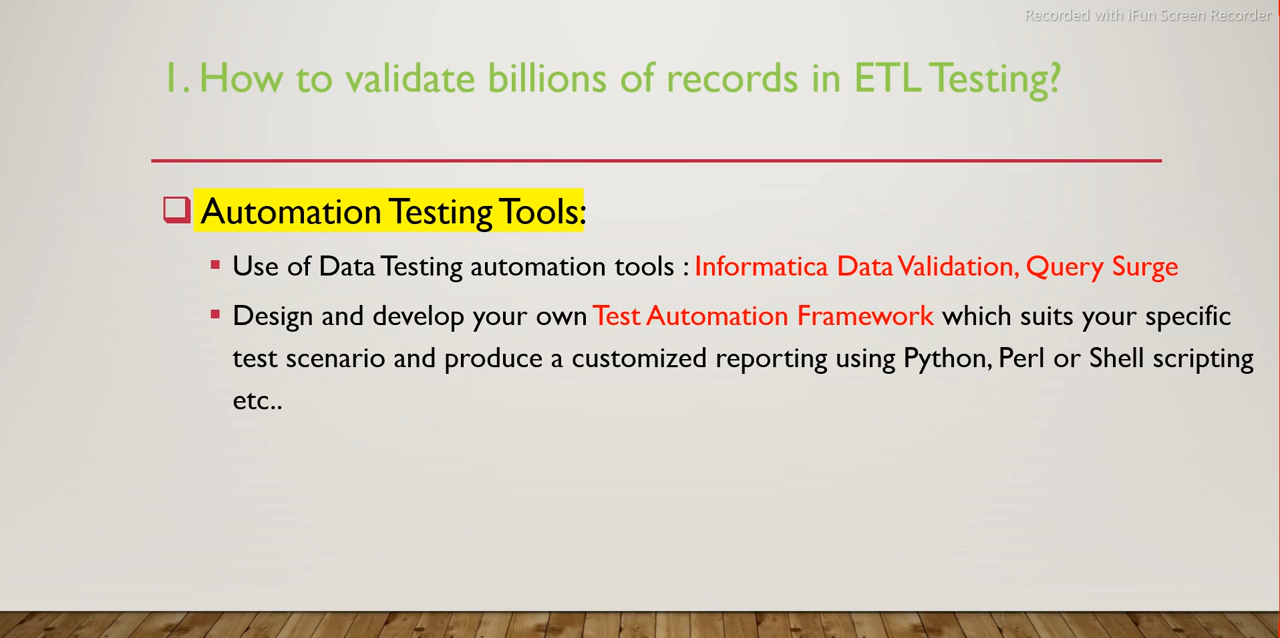 Recorded with iFun Screen Recorder
1. How to validate billions of records in ETL Testing?
Automation Testing Tools:
Use of Data Testing automation tools : Informatica Data Validation, Query Surge
Design and develop your own Test Automation Framework which suits your specific
test scenario and produce a customized reporting using Python, Perl or Shell scripting
etc..